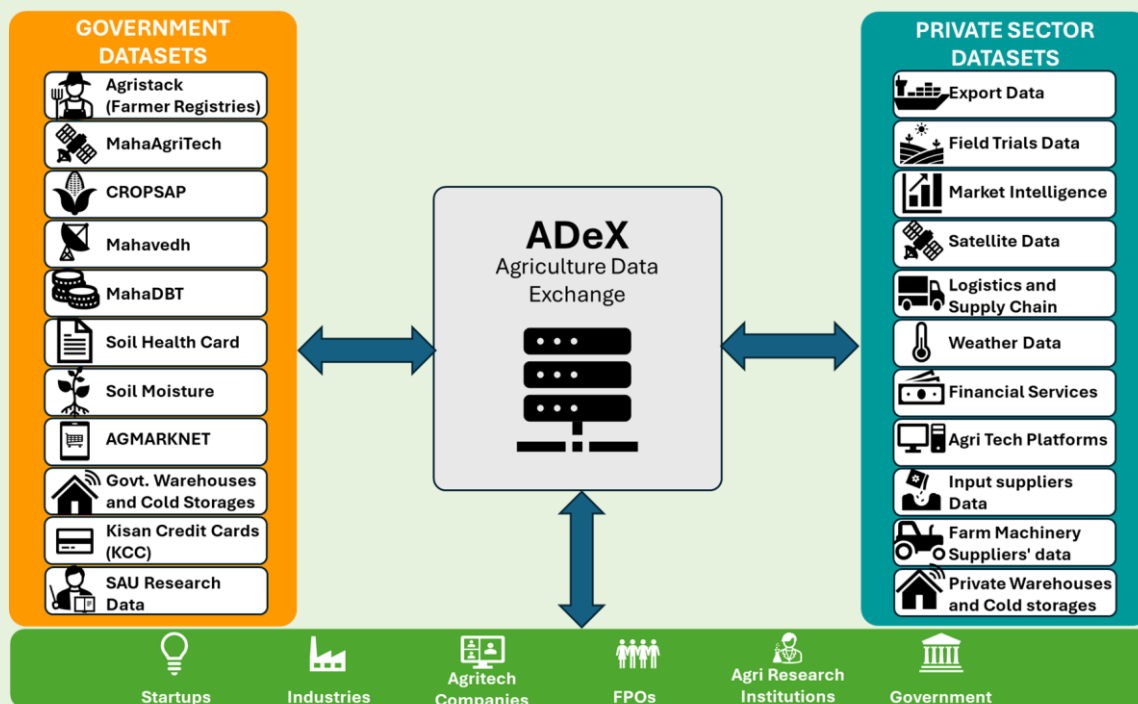 GOVERNMENT
DATASETS
Agristack
(Farmer Registries)
MahaAgriTech
CROPSAP
Mahavedh
MahaDBT
Soil Health Card
Soil Moisture
AGMARKNET
Govt. Warehouses
and Cold Storages
Kisan Credit Cards
(KCC)
SAU Research
Data
ADeX
Agriculture Data
Exchange
PRIVATE SECTOR
DATASETS
Export Data
Field Trials Data
Market Intelligence
Satellite Data
Logistics and
Supply Chain
Weather Data
Financial Services
Agri Tech Platforms
Input suppliers
Data
Farm Machinery
Suppliers' data
Private Warehouses
and Cold storages
Startups
Industries
Agritech
Companies
FPOs
Agri Research
Institutions
Government